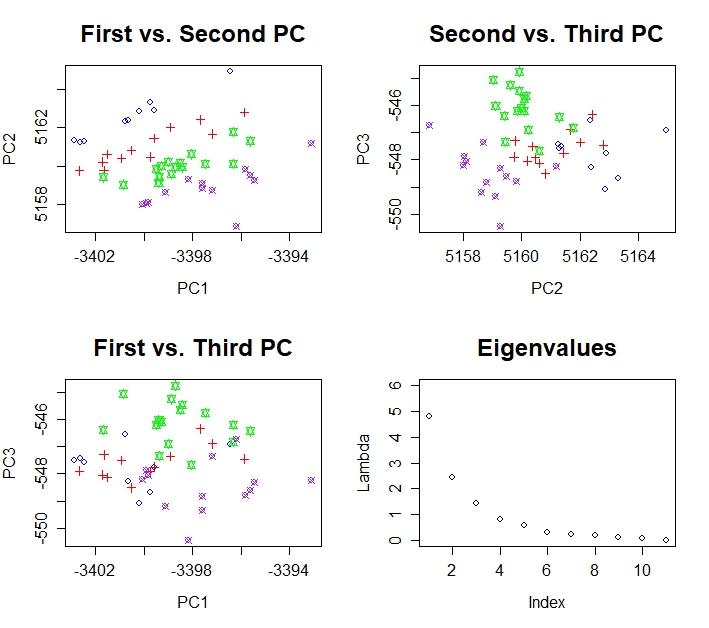 First vs. Second PC
PC2
5158 5162
-3402 -3398 -3394
PC1
Second vs. Third PC
PC3
-550 -548 -546
5158 5160 5162 5164
PC2
First vs. Third PC
PC3
-550 -548 -546
-3402 -3398 -3394
PC1
Eigenvalues
Lambda
0 1 2 3 4 5 6
2 4 6 8 10
Index